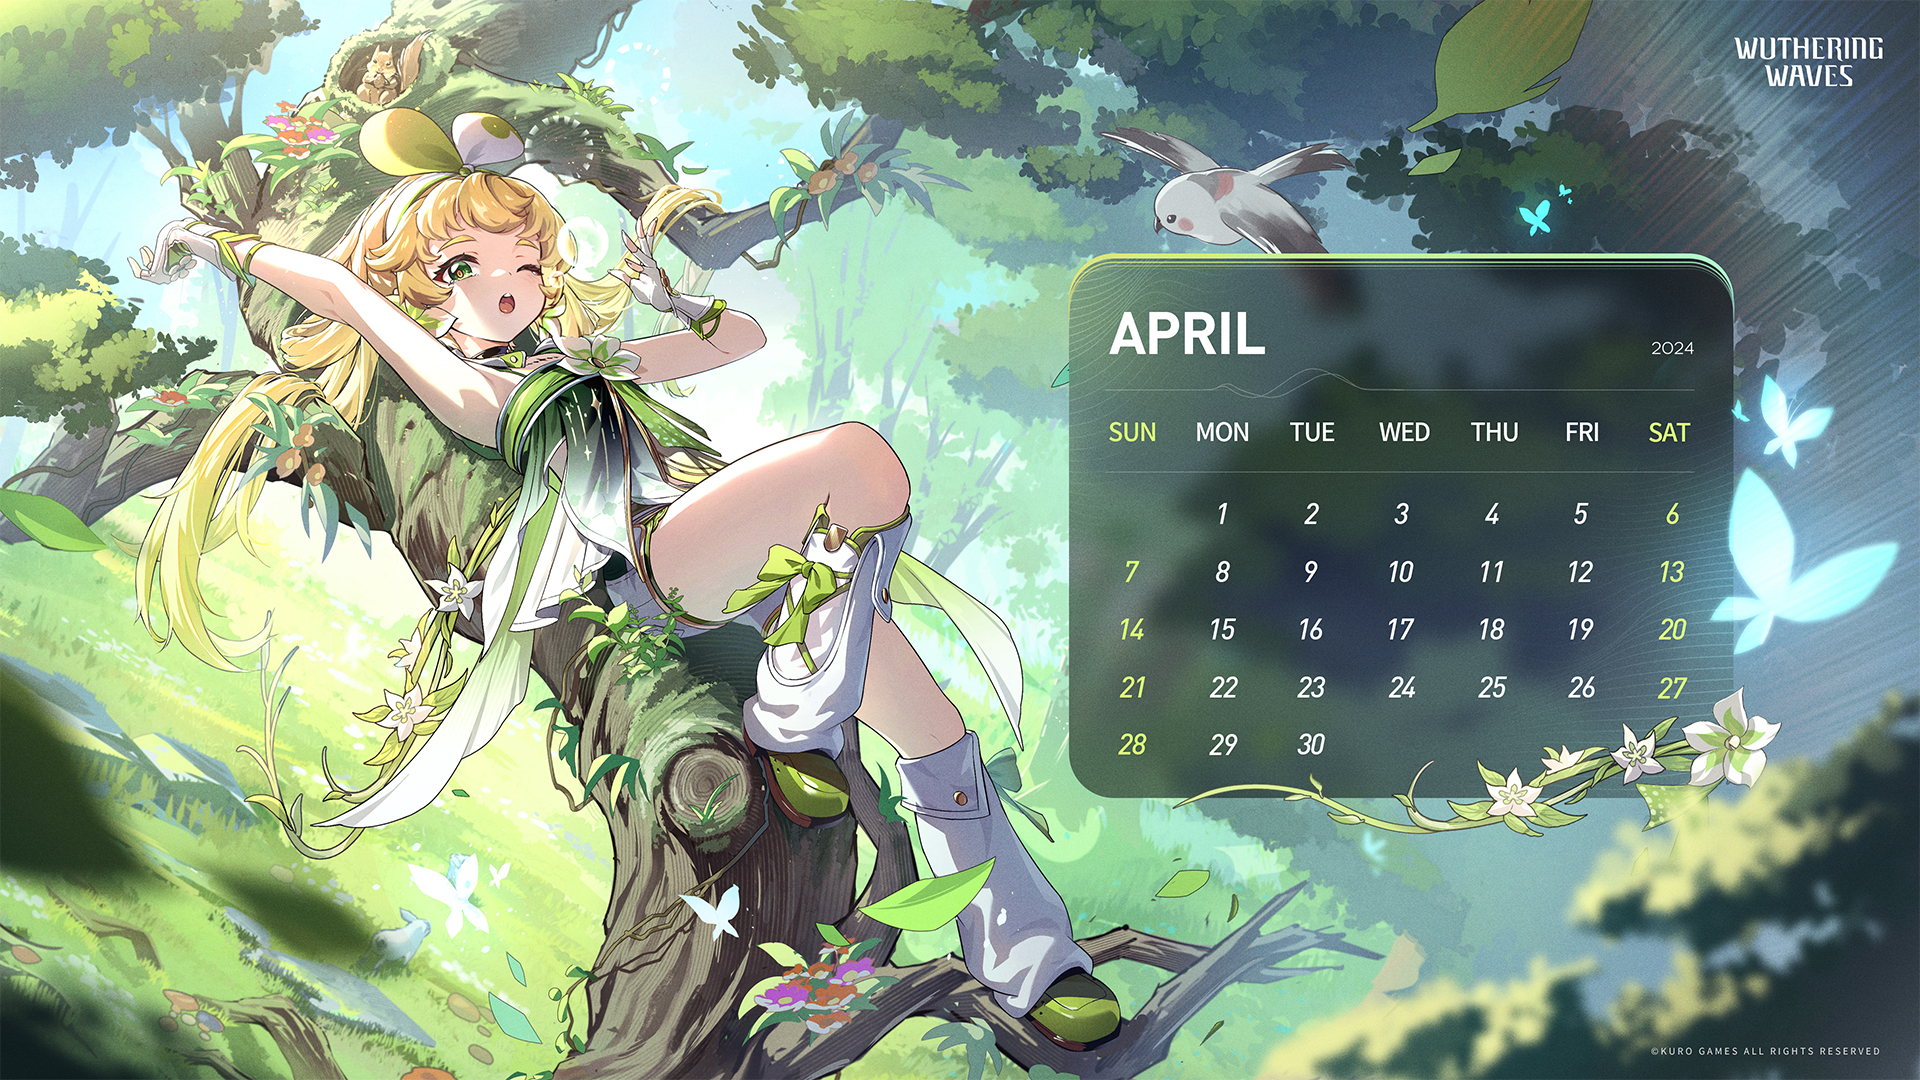 WUTHERING
WAVES
APRIL
2024
SUN MON TUE WED THU FRI SAT
1 2 3 4 5 6
7 8 9 10 11 12 13
14 15 16 17 18 19 20
21 22 23 24 25 26 27
28 29 30
©KURO GAMES ALL RIGHTS RESERVED